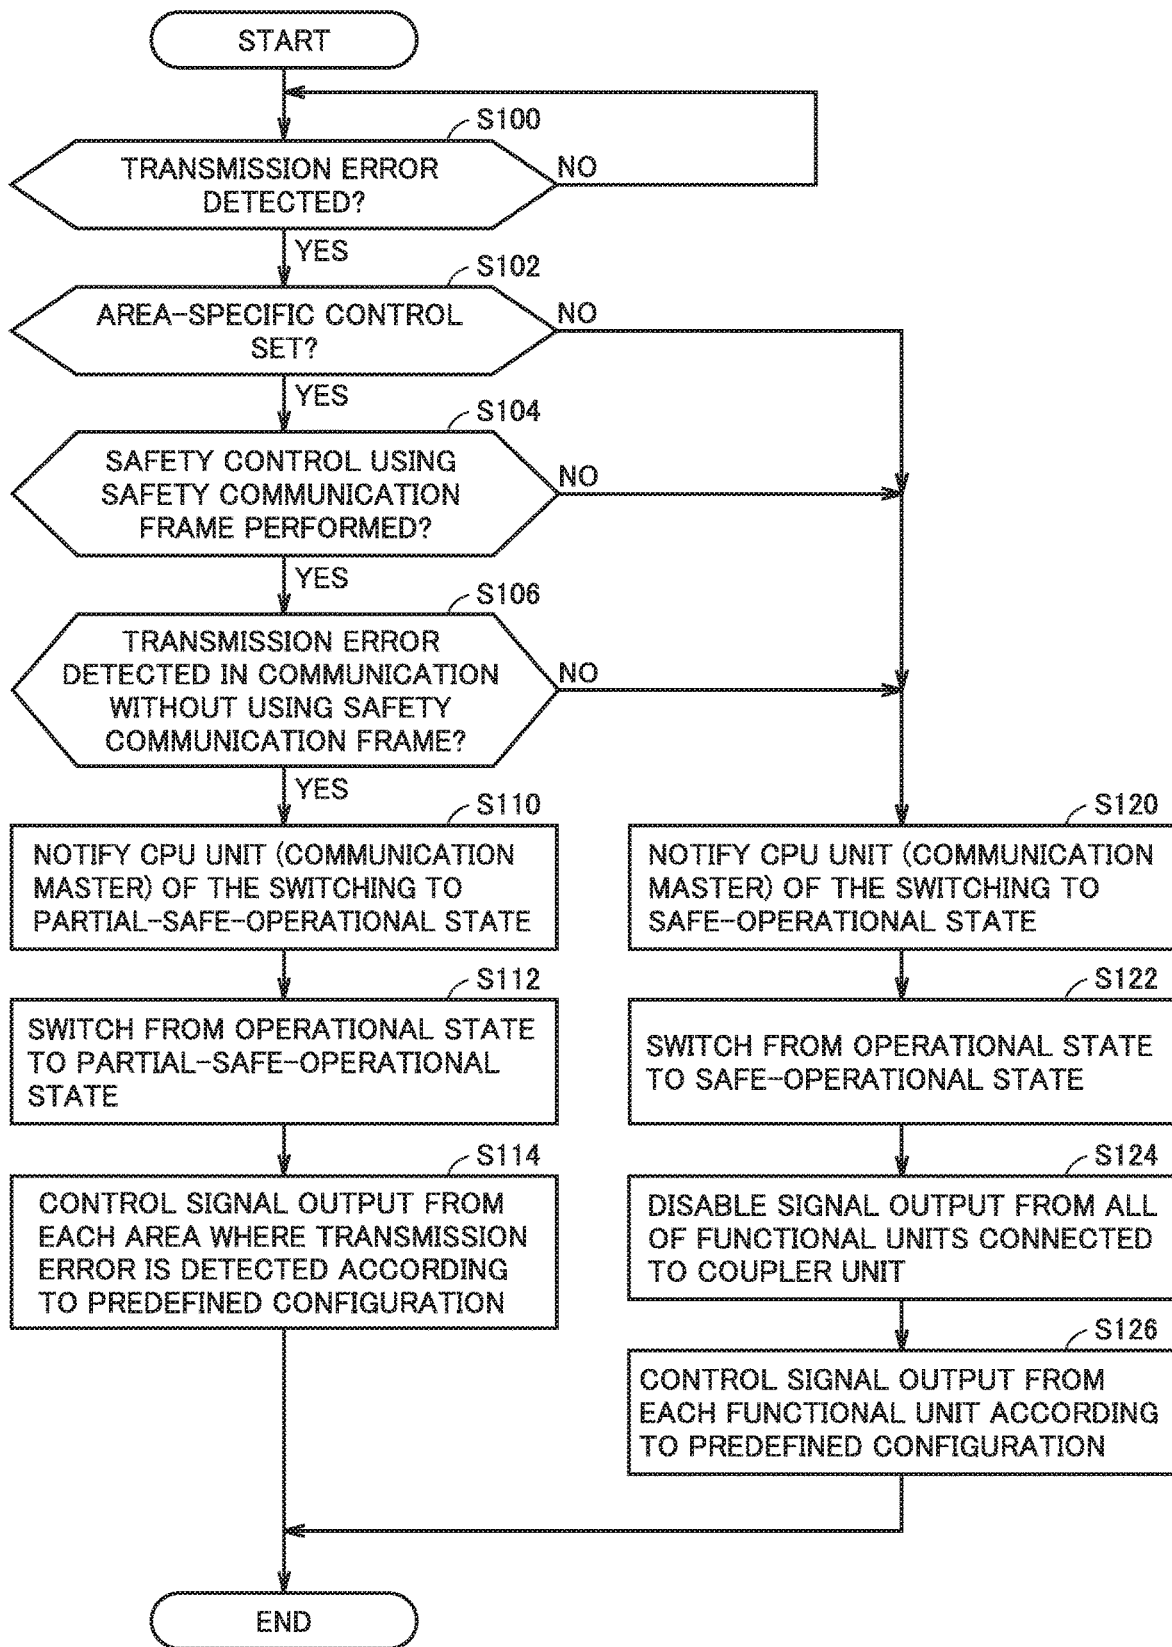 START
S100
TRANSMISSION ERROR
DETECTED?
NO
YES
S102
AREA-SPECIFIC CONTROL
SET?
NO
YES
S104
SAFETY CONTROL USING
SAFETY COMMUNICATION
FRAME PERFORMED?
NO
YES
S106
TRANSMISSION ERROR
DETECTED IN COMMUNICATION
WITHOUT USING SAFETY
COMMUNICATION FRAME?
NO
YES
S110
NOTIFY CPU UNIT (COMMUNICATION
MASTER) OF THE SWITCHING TO
PARTIAL-SAFE-OPERATIONAL STATE
S112
SWITCH FROM OPERATIONAL STATE
TO PARTIAL-SAFE-OPERATIONAL
STATE
S114
CONTROL SIGNAL OUTPUT FROM
EACH AREA WHERE TRANSMISSION
ERROR IS DETECTED ACCORDING
TO PREDEFINED CONFIGURATION
S120
NOTIFY CPU UNIT (COMMUNICATION
MASTER) OF THE SWITCHING TO
SAFE-OPERATIONAL STATE
S122
SWITCH FROM OPERATIONAL STATE
TO SAFE-OPERATIONAL STATE
S124
DISABLE SIGNAL OUTPUT FROM ALL
OF FUNCTIONAL UNITS CONNECTED
TO COUPLER UNIT
S126
CONTROL SIGNAL OUTPUT FROM
EACH FUNCTIONAL UNIT ACCORDING
TO PREDEFINED CONFIGURATION
END